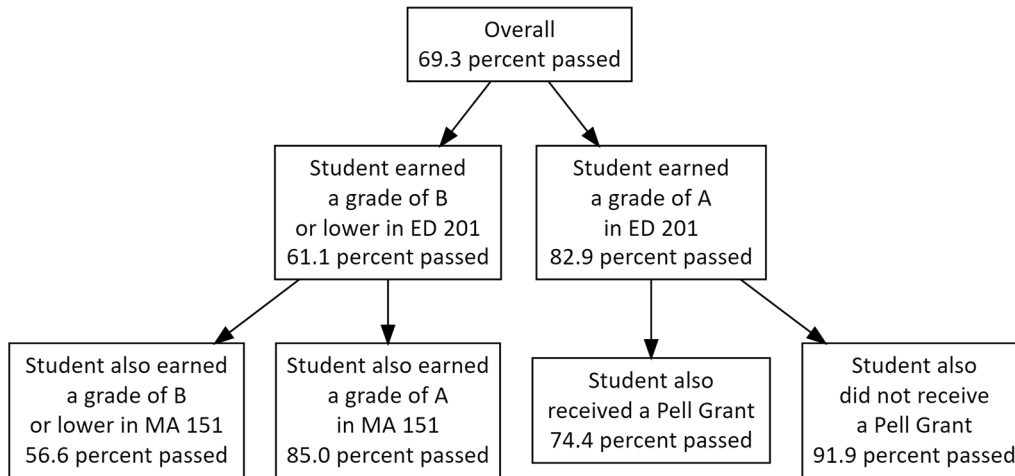 Overall
69.3 percent passed
Student earned
a grade of B
or lower in ED 201
61.1 percent passed
Student earned
a grade of A
in ED 201
82.9 percent passed
Student also earned
a grade of B
or lower in MA 151
56.6 percent passed
Student also earned
a grade of A
in MA 151
85.0 percent passed
Student also
received a Pell Grant
74.4 percent passed
Student also
did not receive
a Pell Grant
91.9 percent passed